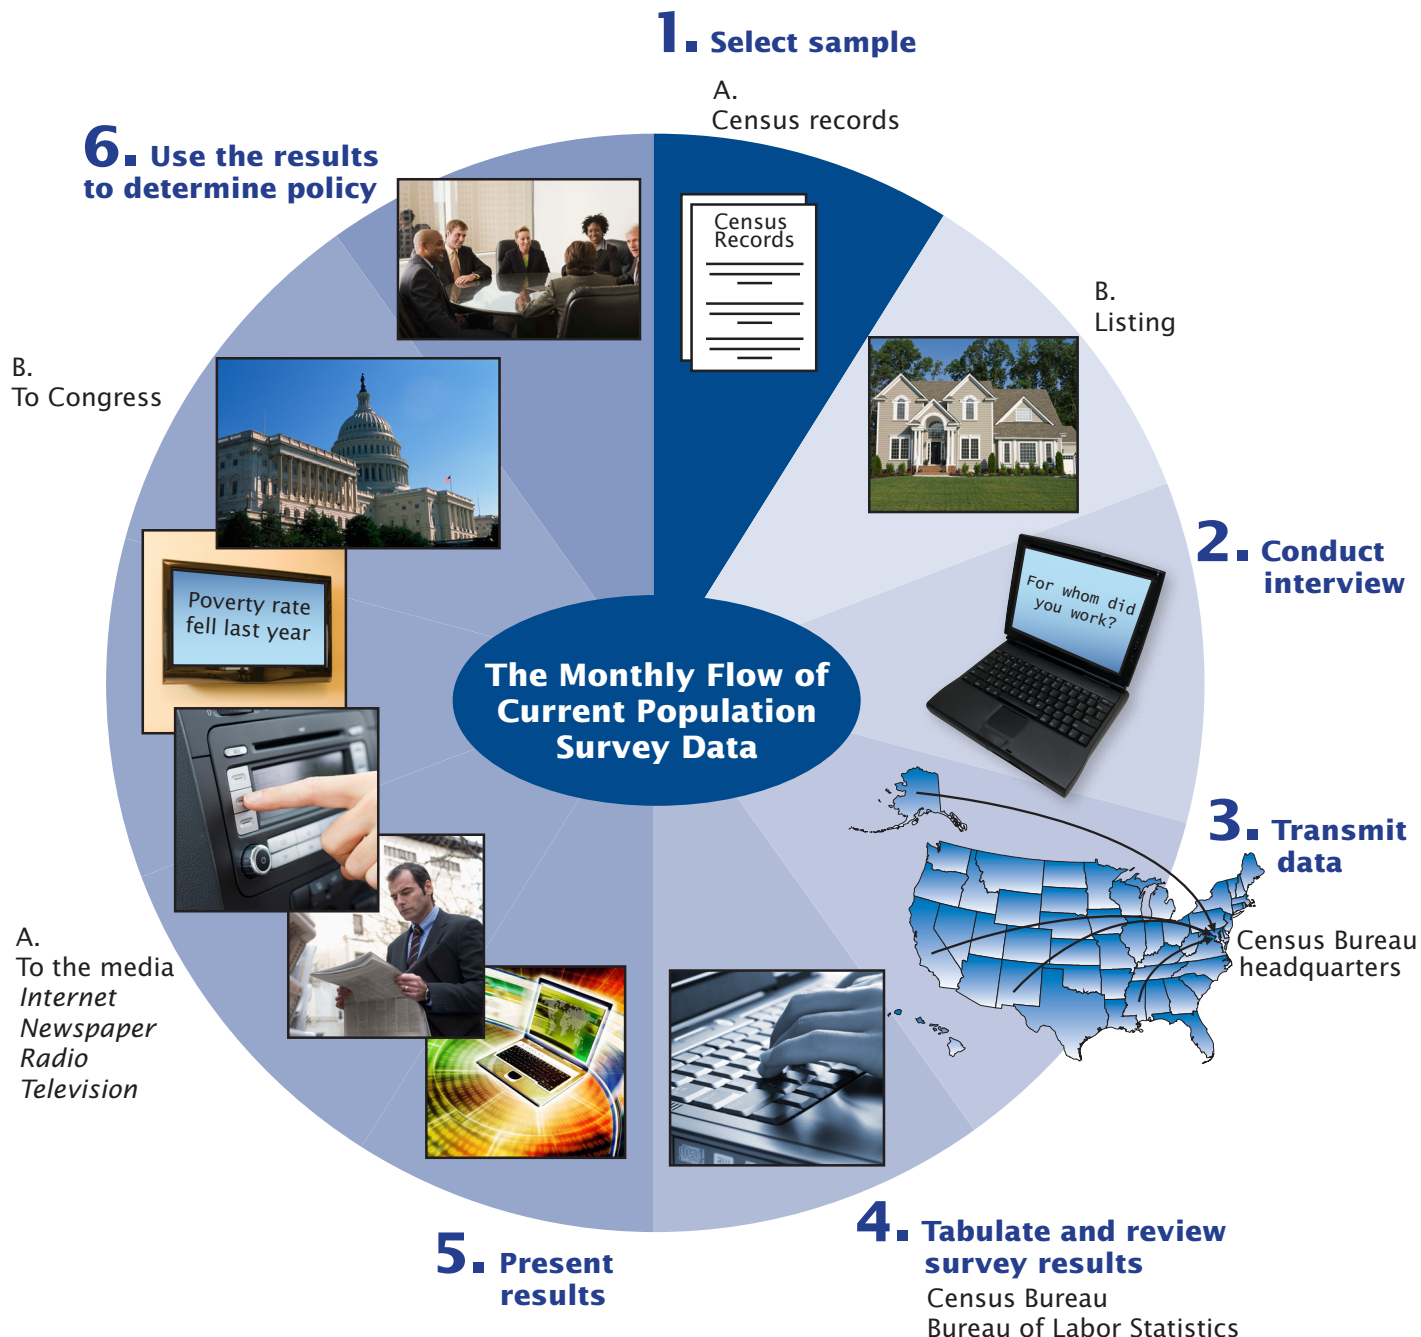 1. Select sample
A.
Census records
Census
Records
B.
Listing
2. Conduct
interview
For whom did
you work?
3. Transmit
data
Census Bureau
headquarters
4. Tabulate and review
survey results
Census Bureau
Bureau of Labor Statistics
5. Present
results
A.
To the media
Internet
Newspaper
Radio
Television
Poverty rate
fell last year
B.
To Congress
6. Use the results
to determine policy
The Monthly Flow of
Current Population
Survey Data